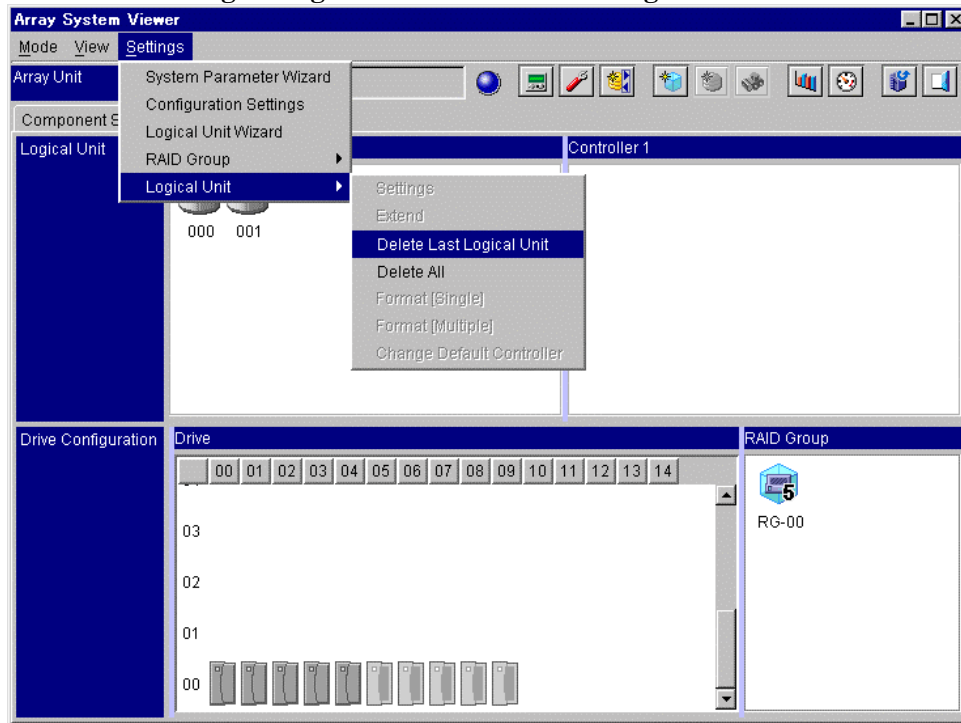 Array System Viewer
Mode View Settings
Array Unit
System Parameter Wizard
Configuration Settings
Logical Unit Wizard
RAID Group
Logical Unit
Component S
Logical Unit
Controller 1
Settings
Extend
Delete Last Logical Unit
Delete All
Format [Single]
Format [Multiple]
Change Default Controller
000 001
Drive Configuration
Drive
RAID Group
00 01 02 03 04 05 06 07 08 09 10 11 12 13 14
03
02
01
00
5
RG-00